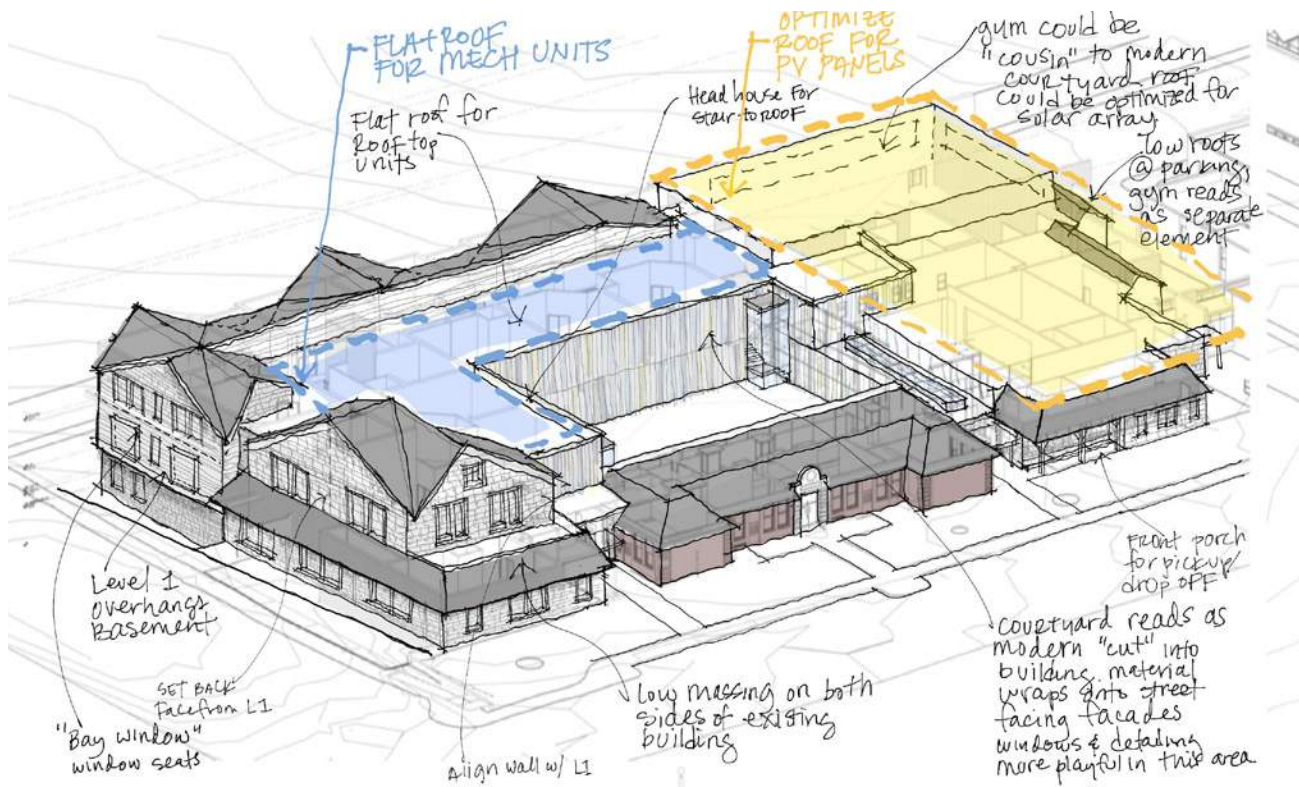 FLAT ROOF
FOR MECH UNITS
OPTIMIZE
ROOF FOR
PV PANELS
gym could be
"cousin" to modern
courtyard roof
could be optimized for
solar array
Flat roof for
Roof top
units
Head house for
stair to roof
low roofs
@ parking,
gym reads
as separate
element
Level 1
overhangs
Basement
SET BACK
Face from L1
"Bay window"
window seats
Align wall w/ L1
Low massing on both
sides of existing
building
Front porch
for pickup/
drop off
Courtyard reads as
modern "cut" into
building, material
wraps onto street
facing facades
windows & detailing
more playful in this area